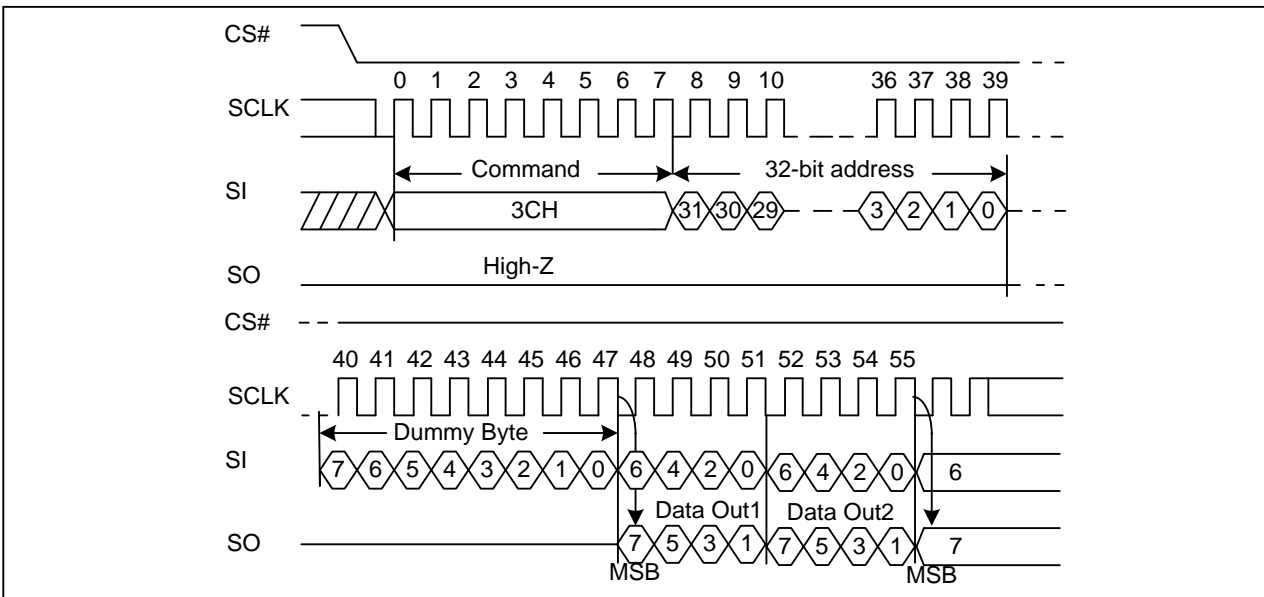 CS#
0 1 2 3 4 5 6 7 8 9 10 36 37 38 39
SCLK
Command 32-bit address
SI
3CH 31 30 29 3 2 1 0
High-Z
SO
CS#
40 41 42 43 44 45 46 47 48 49 50 51 52 53 54 55
SCLK
Dummy Byte
SI
7 6 5 4 3 2 1 0 6 4 2 0 6 4 2 0 6
Data Out1 Data Out2
SO
7 5 3 1 7 5 3 1 7
MSB MSB